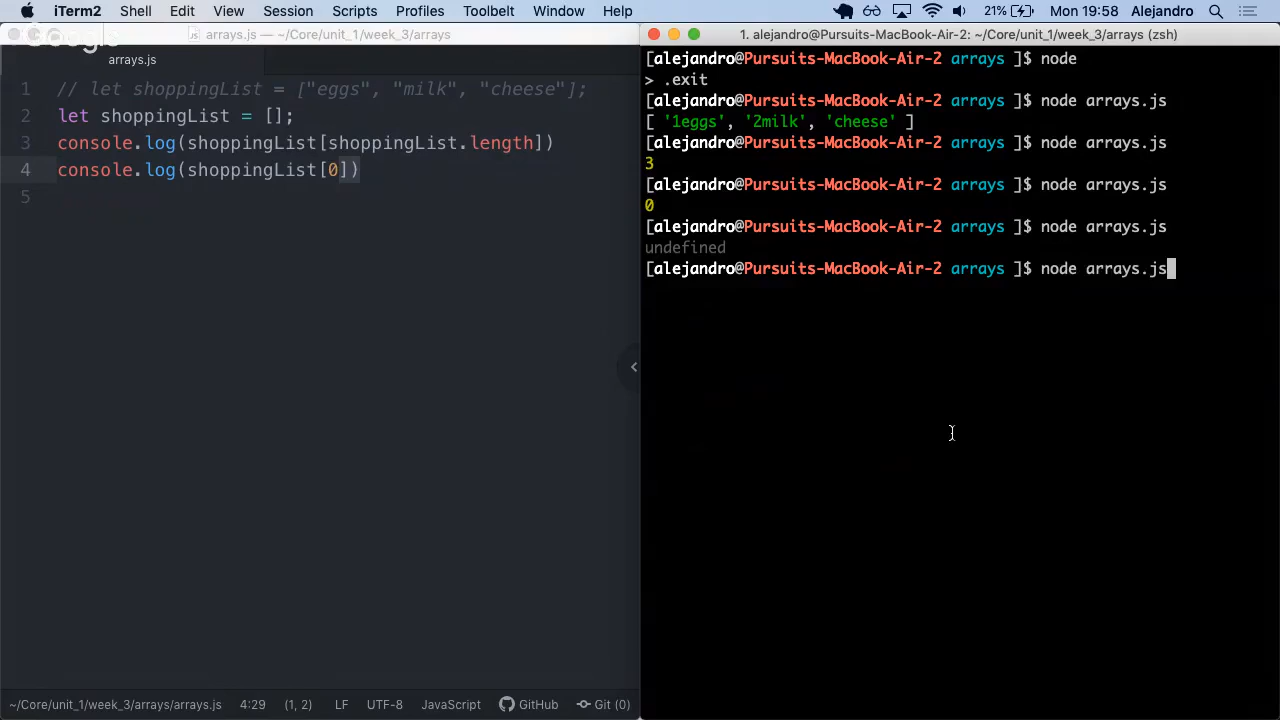 iTerm2 Shell Edit View Session Scripts Profiles Toolbelt Window Help 21% Mon 19:58 Alejandro
Google
arrays.js — ~/Core/unit_1/week_3/arrays
arrays.js
1 // let shoppingList = ["eggs", "milk", "cheese"];
2 let shoppingList = [];
3 console.log(shoppingList[shoppingList.length])
4 console.log(shoppingList[0])
5
~/Core/unit_1/week_3/arrays/arrays.js 4:29 (1, 2) LF UTF-8 JavaScript GitHub Git (0)
1. alejandro@Pursuits-MacBook-Air-2: ~/Core/unit_1/week_3/arrays (zsh)
[alejandro@Pursuits-MacBook-Air-2 arrays ]$ node
> .exit
[alejandro@Pursuits-MacBook-Air-2 arrays ]$ node arrays.js
[ '1eggs', '2milk', 'cheese' ]
[alejandro@Pursuits-MacBook-Air-2 arrays ]$ node arrays.js
3
[alejandro@Pursuits-MacBook-Air-2 arrays ]$ node arrays.js
0
[alejandro@Pursuits-MacBook-Air-2 arrays ]$ node arrays.js
undefined
[alejandro@Pursuits-MacBook-Air-2 arrays ]$ node arrays.js